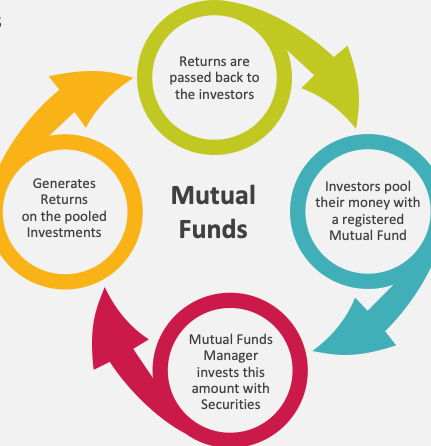 s
Returns are
passed back to
the investors
Investors pool
their money with
a registered
Mutual Fund
Mutual Funds
Manager
invests this
amount with
Securities
Generates
Returns
on the pooled
Investments
Mutual
Funds